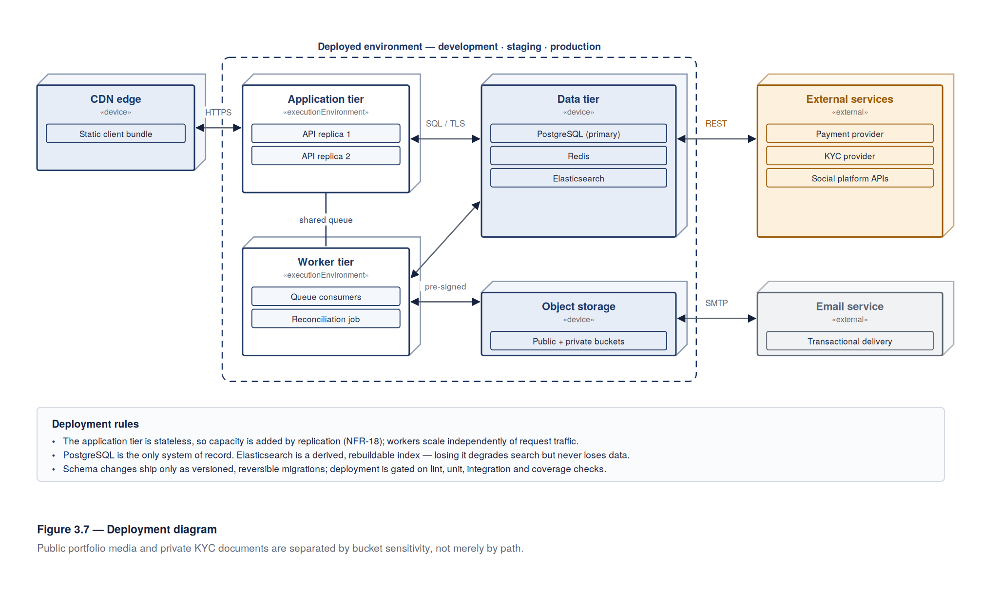 Deployed environment — development · staging · production
CDN edge
«device»
Static client bundle
HTTPS
Application tier
«executionEnvironment»
API replica 1
API replica 2
SQL / TLS
Data tier
«device»
PostgreSQL (primary)
Redis
Elasticsearch
REST
External services
«external»
Payment provider
KYC provider
Social platform APIs
shared queue
Worker tier
«executionEnvironment»
Queue consumers
Reconciliation job
pre-signed
Object storage
«device»
Public + private buckets
SMTP
Email service
«external»
Transactional delivery
Deployment rules
• The application tier is stateless, so capacity is added by replication (NFR-18); workers scale independently of request traffic.
• PostgreSQL is the only system of record. Elasticsearch is a derived, rebuildable index — losing it degrades search but never loses data.
• Schema changes ship only as versioned, reversible migrations; deployment is gated on lint, unit, integration and coverage checks.
Figure 3.7 — Deployment diagram
Public portfolio media and private KYC documents are separated by bucket sensitivity, not merely by path.